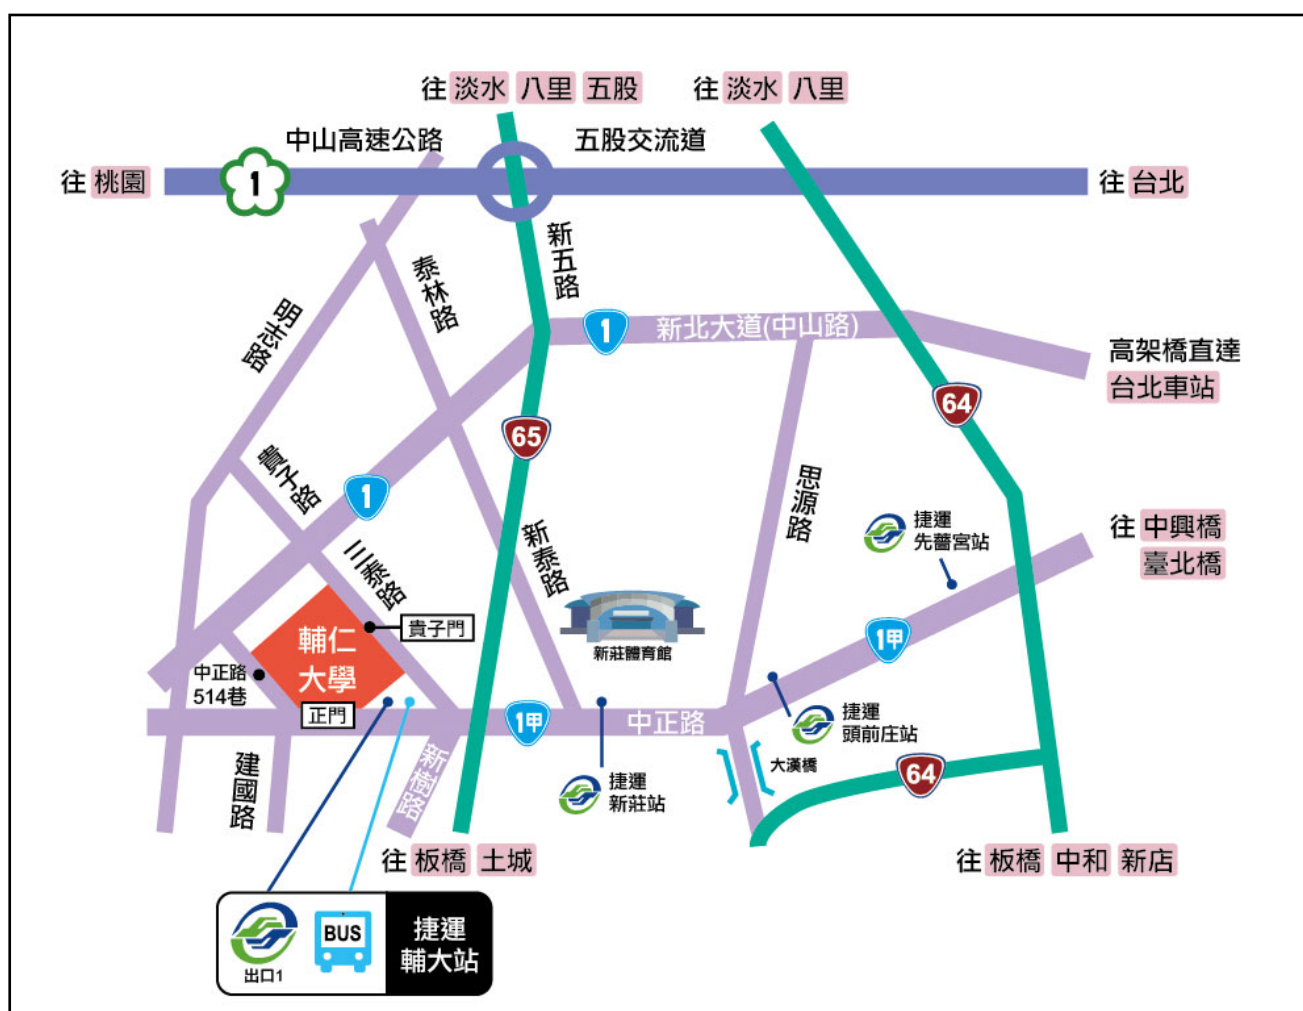 往 淡水 八里 五股
往 淡水 八里
中山高速公路
五股交流道
往 桃園
1
往 台北
新五路
泰林路
明志路
1
新北大道(中山路)
高架橋直達
台北車站
65
64
貴子路
1
思源路
新泰路
捷運
先嗇宮站
往 中興橋
臺北橋
三泰路
輔仁
大學
貴子門
新莊體育館
1甲
中正路
514巷
正門
1甲
中正路
捷運
頭前庄站
建國路
新樹路
捷運
新莊站
大漢橋
64
往 板橋 土城
往 板橋 中和 新店
BUS
出口1
捷運
輔大站